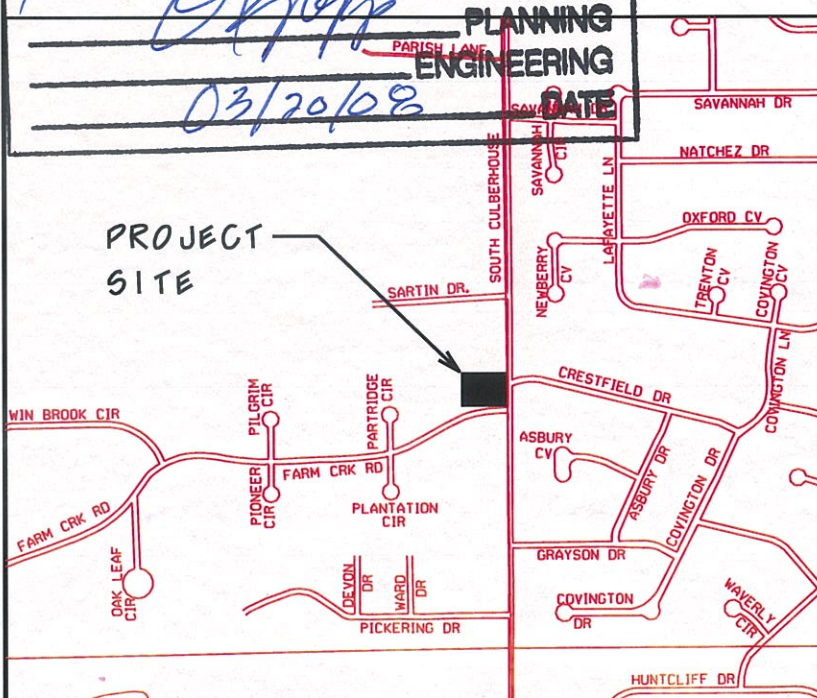 PLANNING
PARISH LANE
ENGINEERING
03/20/08
DATE
SAVANNAH DR
SAVANNAH DR
SOUTH CULBERHOUSE
SAVANNAH CIR
LAFAYETTE LN
NATCHEZ DR
PROJECT
SITE
OXFORD CV
NEWBERRY CV
TRENTON CV
COVINGTON CV
SARTIN DR.
COVINGTON LN
CRESTFIELD DR
WIN BROOK CIR
PILGRIM CIR
PARTRIDGE CIR
ASBURY
CV
ASBURY DR
COVINGTON DR
FARM CRK RD
PIONEER CIR
PLANTATION
CIR
FARM CRK RD
GRAYSON DR
OAK LEAF CIR
DEVON DR
WARD DR
COVINGTON
DR
WAVERLY CIR
PICKERING DR
HUNTCLIFF DR